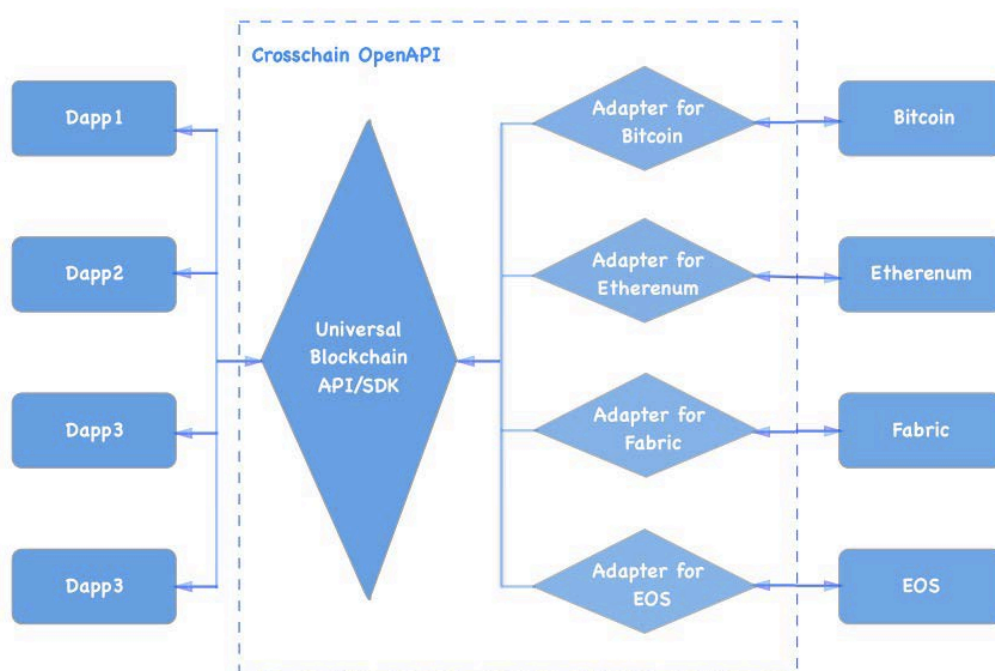 Crosschain OpenAPI
Dapp1
Dapp2
Dapp3
Dapp3
Universal
Blockchain
API/SDK
Adapter for
Bitcoin
Adapter for
Etherenum
Adapter for
Fabric
Adapter for
EOS
Bitcoin
Etherenum
Fabric
EOS